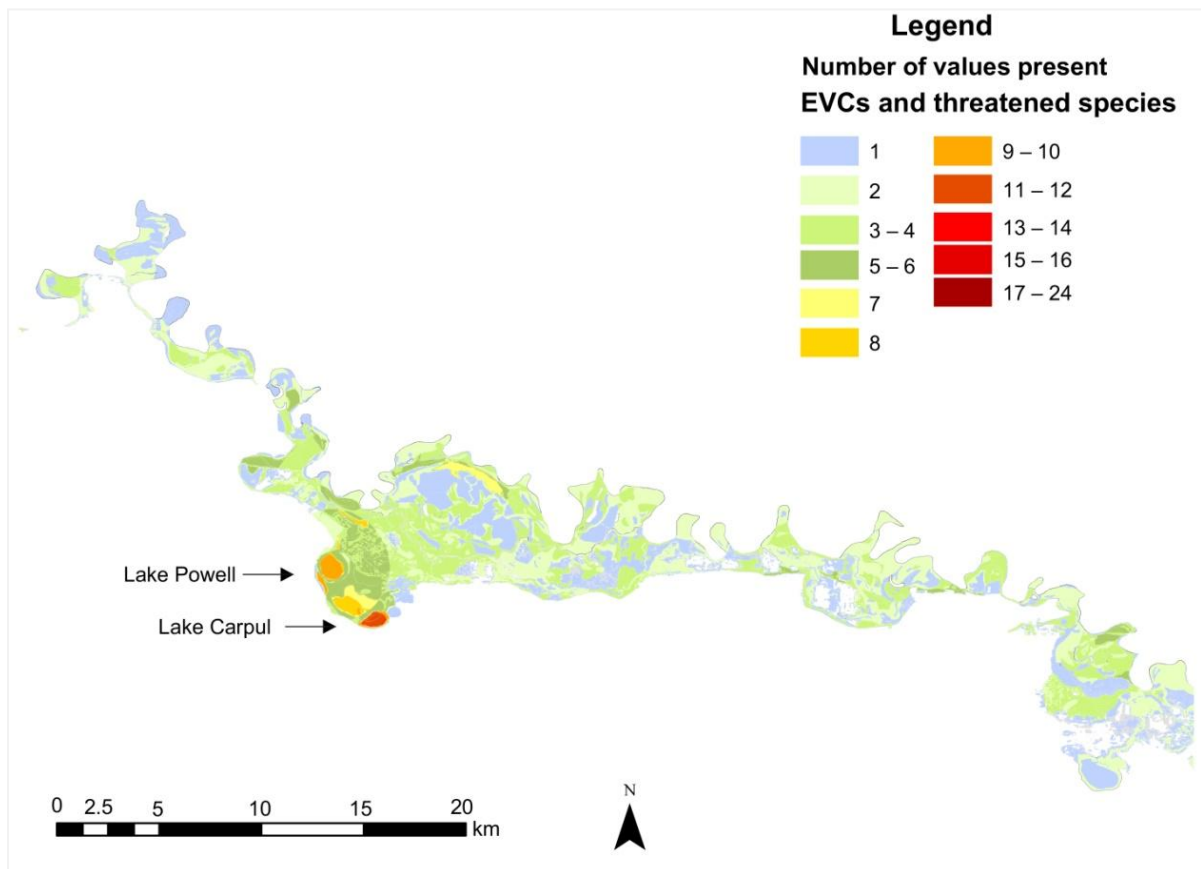 Legend
Number of values present
EVCs and threatened species
1
2
3 – 4
5 – 6
7
8
9 – 10
11 – 12
13 – 14
15 – 16
17 – 24
Lake Powell
Lake Carpul
0 2.5 5 10 15 20
km
N